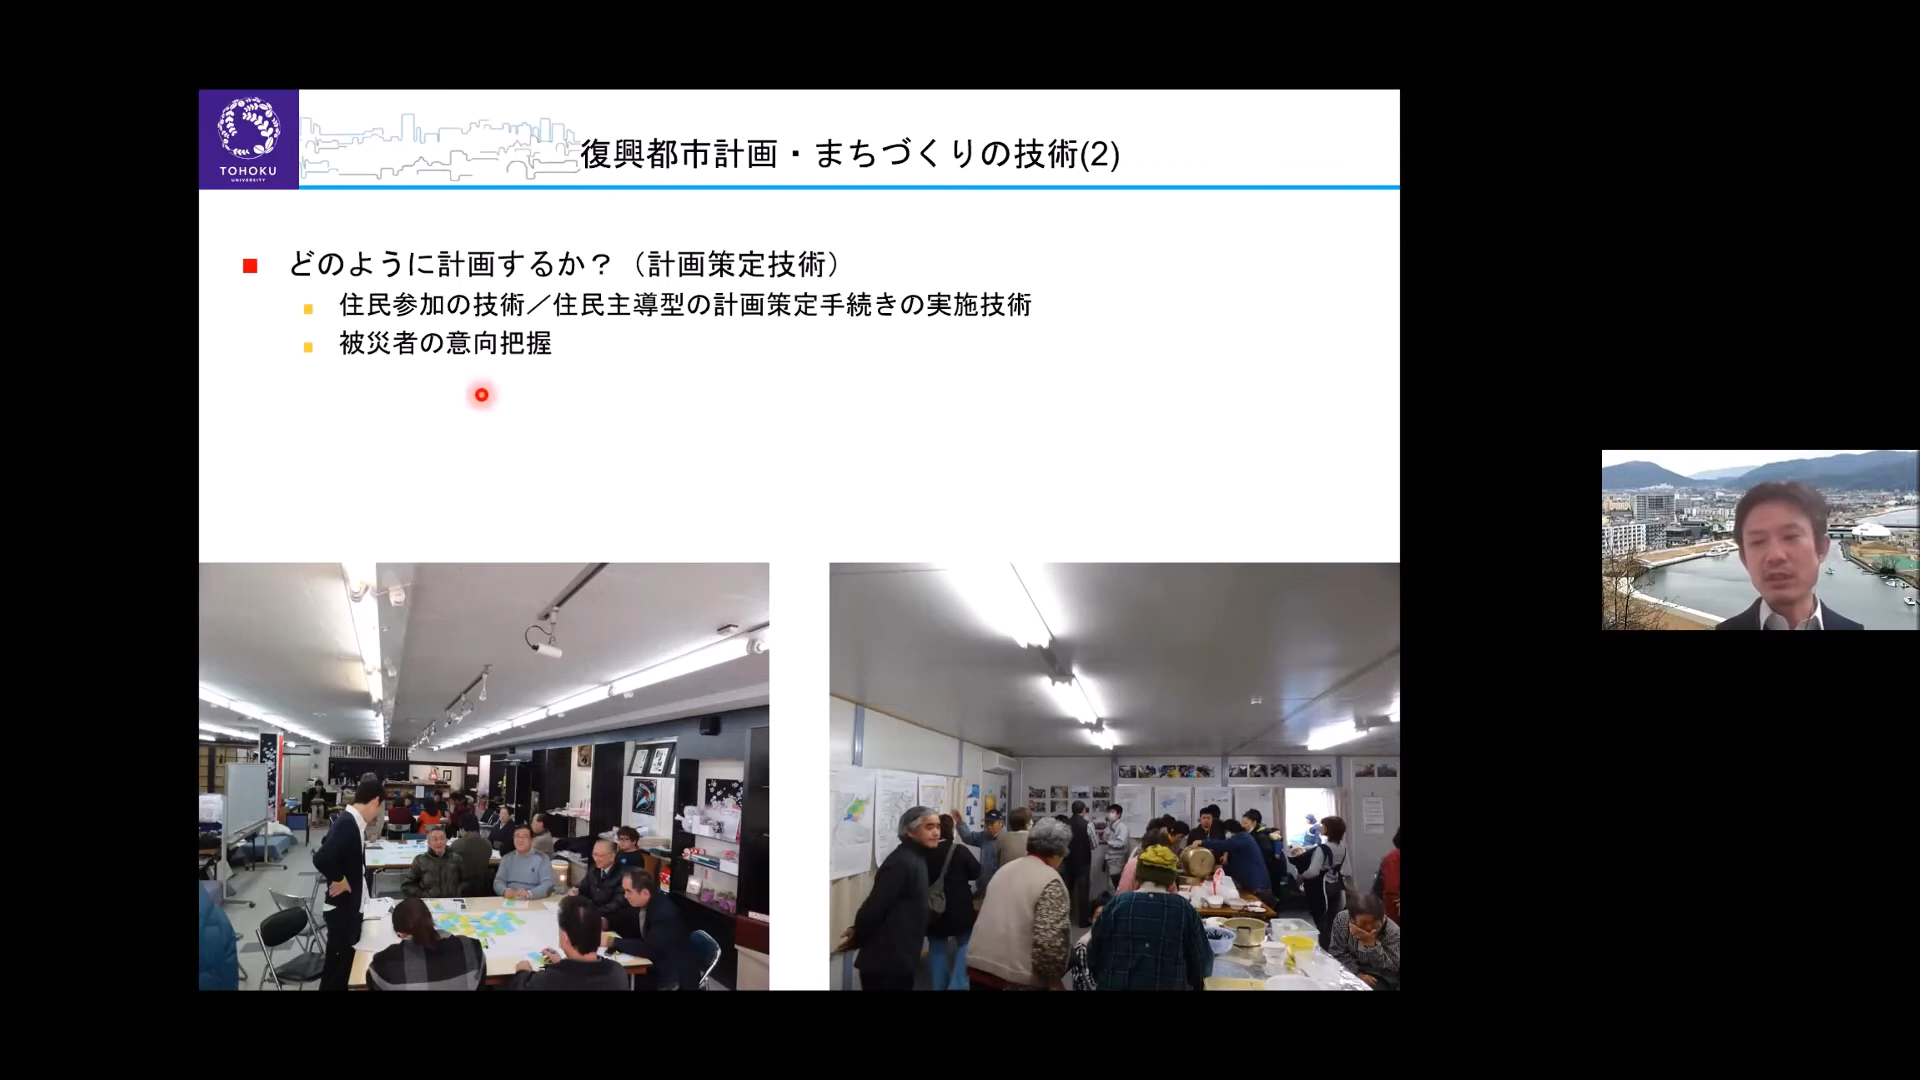 TOHOKU
UNIVERSITY
復興都市計画・まちづくりの技術(2)
どのように計画するか？（計画策定技術）
住民参加の技術／住民主導型の計画策定手続きの実施技術
被災者の意向把握